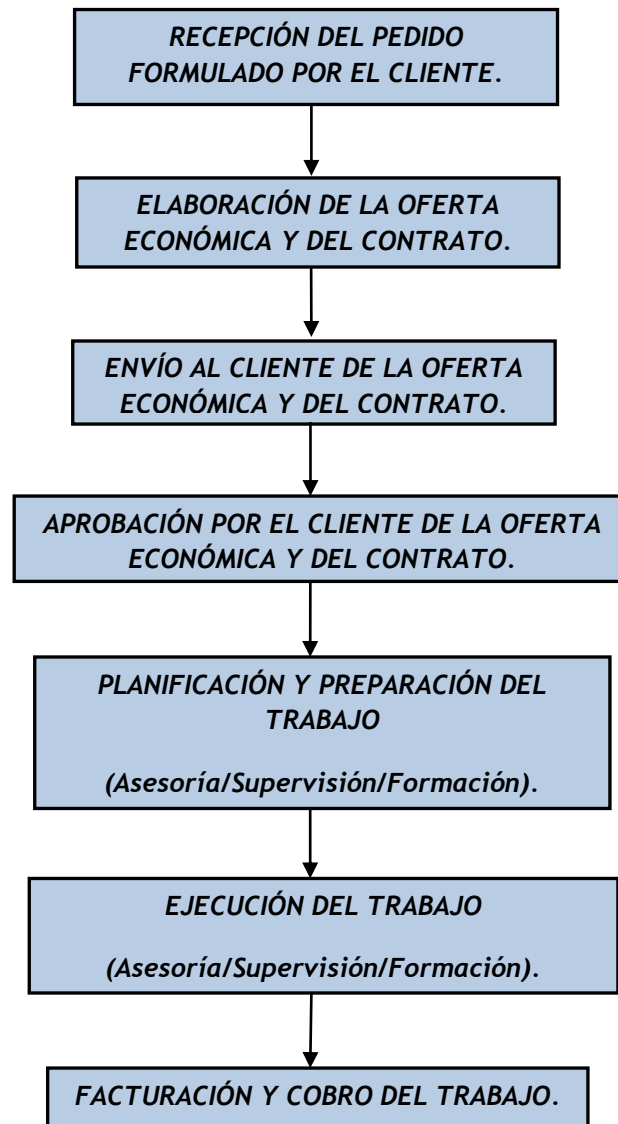 RECEPCIÓN DEL PEDIDO
FORMULADO POR EL CLIENTE.
ELABORACIÓN DE LA OFERTA
ECONÓMICA Y DEL CONTRATO.
ENVÍO AL CLIENTE DE LA OFERTA
ECONÓMICA Y DEL CONTRATO.
APROBACIÓN POR EL CLIENTE DE LA OFERTA
ECONÓMICA Y DEL CONTRATO.
PLANIFICACIÓN Y PREPARACIÓN DEL
TRABAJO
(Asesoría/Supervisión/Formación).
EJECUCIÓN DEL TRABAJO
(Asesoría/Supervisión/Formación).
FACTURACIÓN Y COBRO DEL TRABAJO.